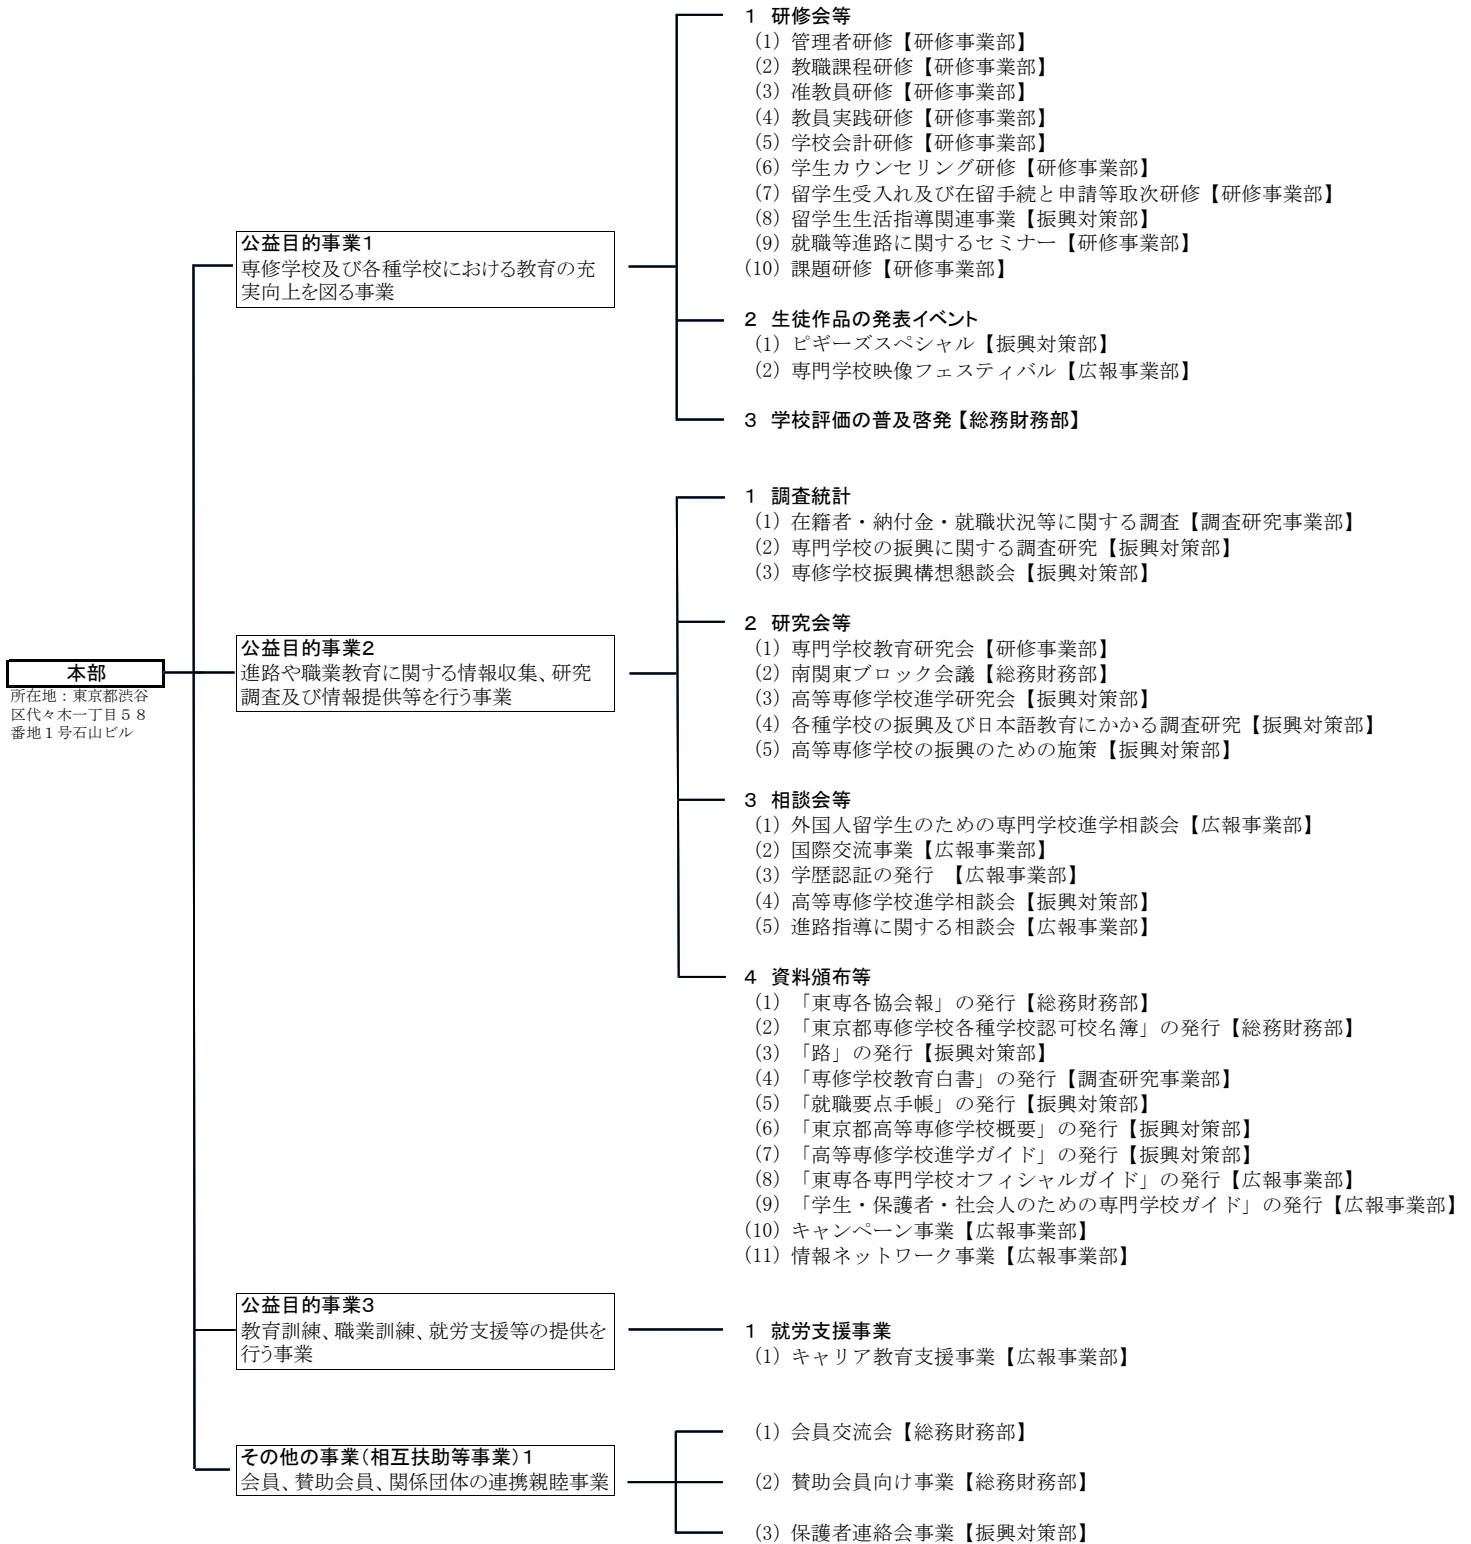 本部
所在地：東京都渋谷
区代々木一丁目５８
番地１号石山ビル
公益目的事業１
専修学校及び各種学校における教育の充
実向上を図る事業
１ 研修会等
(1) 管理者研修【研修事業部】
(2) 教職課程研修【研修事業部】
(3) 准教員研修【研修事業部】
(4) 教員実践研修【研修事業部】
(5) 学校会計研修【研修事業部】
(6) 学生カウンセリング研修【研修事業部】
(7) 留学生受入れ及び在留手続と申請等取次研修【研修事業部】
(8) 留学生生活指導関連事業【振興対策部】
(9) 就職等進路に関するセミナー【研修事業部】
(10) 課題研修【研修事業部】
２ 生徒作品の発表イベント
(1) ピギーズスペシャル【振興対策部】
(2) 専門学校映像フェスティバル【広報事業部】
３ 学校評価の普及啓発【総務財務部】
公益目的事業２
進路や職業教育に関する情報収集、研究
調査及び情報提供等を行う事業
１ 調査統計
(1) 在籍者・納付金・就職状況等に関する調査【調査研究事業部】
(2) 専門学校の振興に関する調査研究【振興対策部】
(3) 専修学校振興構想懇談会【振興対策部】
２ 研究会等
(1) 専門学校教育研究会【研修事業部】
(2) 南関東ブロック会議【総務財務部】
(3) 高等専修学校進学研究会【振興対策部】
(4) 各種学校の振興及び日本語教育にかかる調査研究【振興対策部】
(5) 高等専修学校の振興のための施策【振興対策部】
３ 相談会等
(1) 外国人留学生のための専門学校進学相談会【広報事業部】
(2) 国際交流事業【広報事業部】
(3) 学歴認証の発行 【広報事業部】
(4) 高等専修学校進学相談会【振興対策部】
(5) 進路指導に関する相談会【広報事業部】
４ 資料頒布等
(1) 「東専各協会報」の発行【総務財務部】
(2) 「東京都専修学校各種学校認可校名簿」の発行【総務財務部】
(3) 「路」の発行【振興対策部】
(4) 「専修学校教育白書」の発行【調査研究事業部】
(5) 「就職要点手帳」の発行【振興対策部】
(6) 「東京都高等専修学校概要」の発行【振興対策部】
(7) 「高等専修学校進学ガイド」の発行【振興対策部】
(8) 「東専各専門学校オフィシャルガイド」の発行【広報事業部】
(9) 「学生・保護者・社会人のための専門学校ガイド」の発行【広報事業部】
(10) キャンペーン事業【広報事業部】
(11) 情報ネットワーク事業【広報事業部】
公益目的事業３
教育訓練、職業訓練、就労支援等の提供を
行う事業
１ 就労支援事業
(1) キャリア教育支援事業【広報事業部】
その他の事業（相互扶助等事業）１
会員、賛助会員、関係団体の連携親睦事業
(1) 会員交流会【総務財務部】
(2) 賛助会員向け事業【総務財務部】
(3) 保護者連絡会事業【振興対策部】